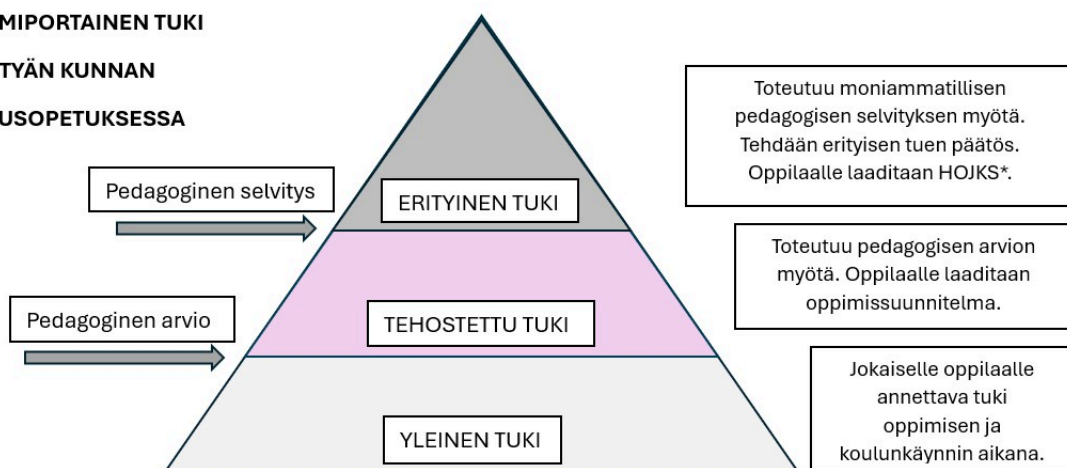 MIPORTAINEN TUKI
TYÄN KUNNAN
USOPETUKSESSA
Toteutuu moniammatillisen
pedagogisen selvityksen myötä.
Tehdään erityisen tuen päätös.
Oppilaalle laaditaan HOJKS*.
Pedagoginen selvitys
ERITYINEN TUKI
Toteutuu pedagogisen arvion
myötä. Oppilaalle laaditaan
oppimissuunnitelma.
Pedagoginen arvio
TEHOSTETTU TUKI
Jokaiselle oppilaalle
annettava tuki
oppimisen ja
koulunkäynnin aikana.
YLEINEN TUKI